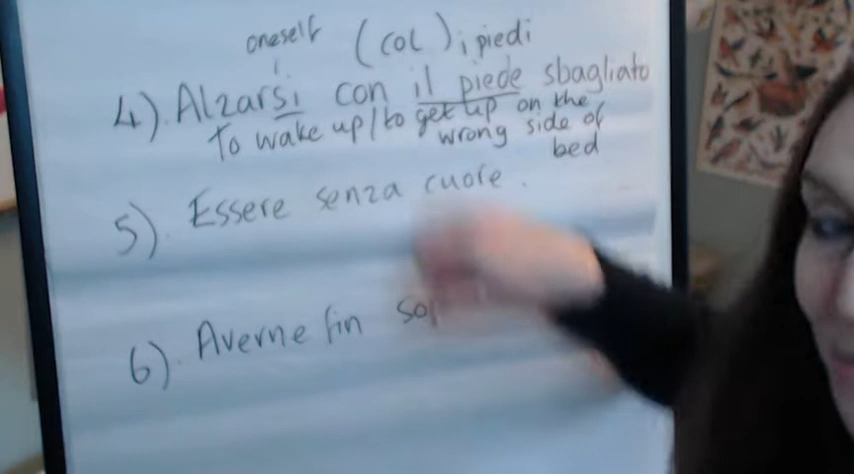 oneself (col) i piedi
4). Alzarsi con il piede sbagliato
To wake up/to get up on the
wrong side of
bed
5). Essere senza cuore.
6). Averne fin